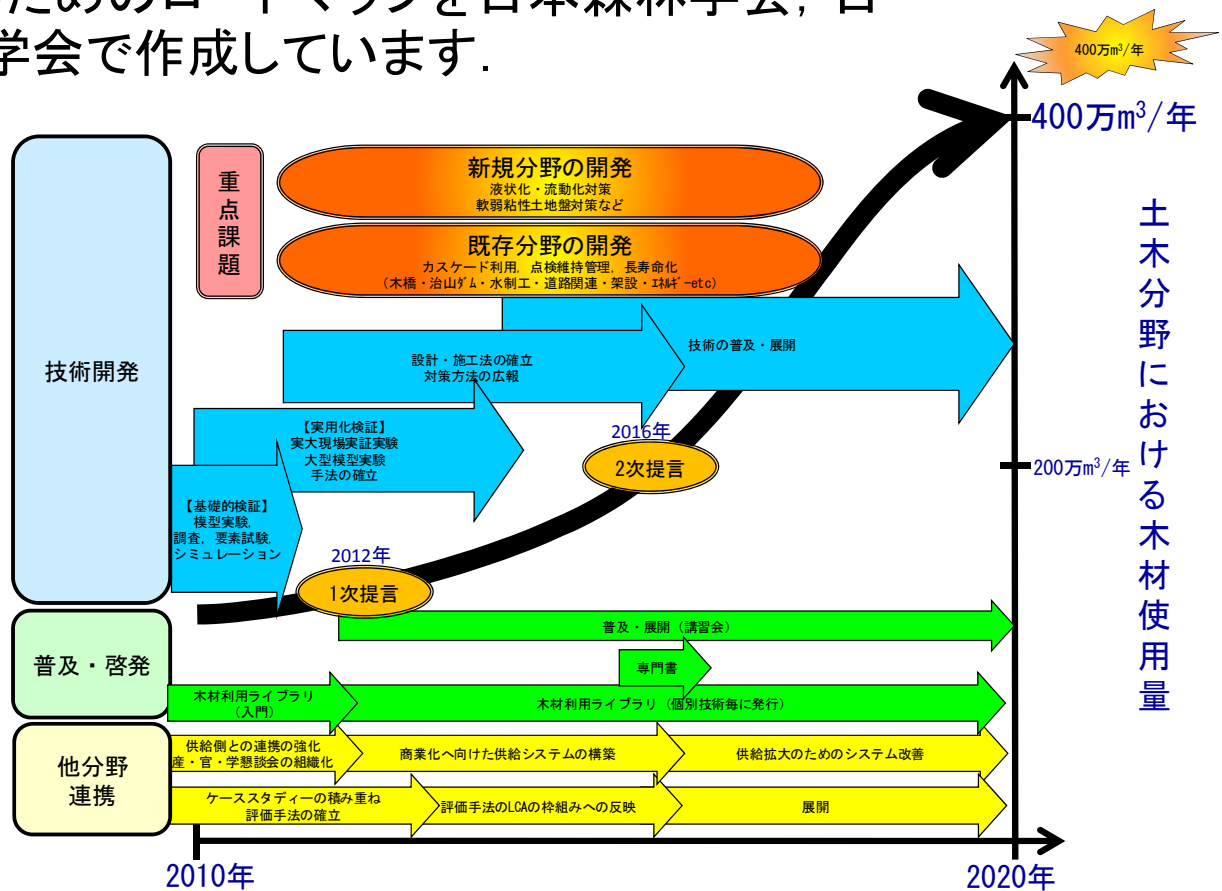 ためのロードマップを日本森林学会，日
学会で作成しています．
400万m³/年
400万m³/年
200万m³/年
土木分野における木材使用量
技術開発
重点課題
新規分野の開発
液状化・流動化対策
軟弱粘性土地盤対策など
既存分野の開発
カスケード利用，点検維持管理，長寿命化
（木橋・治山ﾀﾞﾑ・水制工・道路関連・架設・ｴﾈﾙｷﾞｰetc）
技術の普及・展開
設計・施工法の確立
対策方法の広報
【実用化検証】
実大現場実証実験
大型模型実験
手法の確立
【基礎的検証】
模型実験，
調査，要素試験，
シミュレーション
2016年
2次提言
2012年
1次提言
普及・啓発
普及・展開（講習会）
専門書
木材利用ライブラリ
（入門）
木材利用ライブラリ（個別技術毎に発行）
他分野
連携
供給側との連携の強化
産・官・学懇談会の組織化
商業化へ向けた供給システムの構築
供給拡大のためのシステム改善
ケーススタディーの積み重ね
評価手法の確立
評価手法のLCAの枠組みへの反映
展開
2010年
2020年